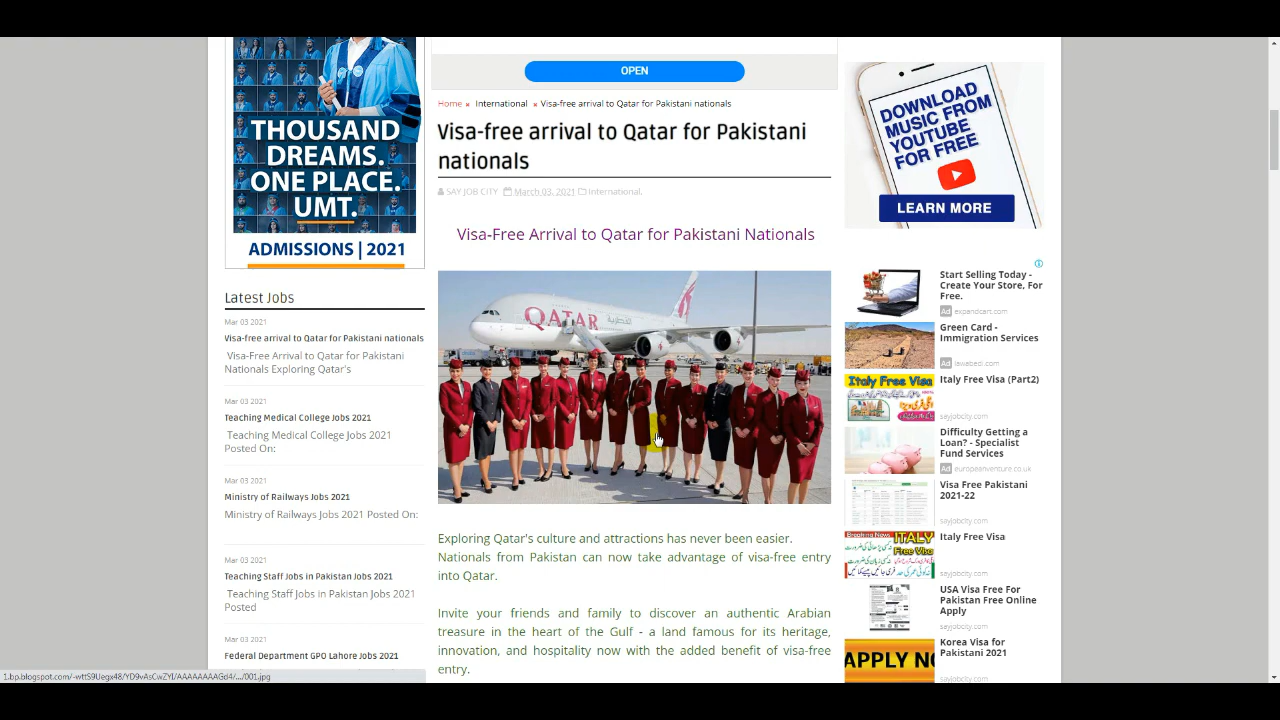 THOUSAND
DREAMS.
ONE PLACE.
UMT.
ADMISSIONS | 2021
Latest Jobs
Mar 03 2021
Visa-free arrival to Qatar for Pakistani nationals
Visa-Free Arrival to Qatar for Pakistani
Nationals Exploring Qatar's
Mar 03 2021
Teaching Medical College Jobs 2021
Teaching Medical College Jobs 2021
Posted On:
Mar 03 2021
Ministry of Railways Jobs 2021
Ministry of Railways Jobs 2021 Posted On:
Mar 03 2021
Teaching Staff Jobs in Pakistan Jobs 2021
Teaching Staff Jobs in Pakistan Jobs 2021
Posted
Mar 03 2021
Federal Department GPO Lahore Jobs 2021
OPEN
Home × International × Visa-free arrival to Qatar for Pakistani nationals
Visa-free arrival to Qatar for Pakistani
nationals
SAY JOB CITY March 03, 2021 International,
Visa-Free Arrival to Qatar for Pakistani Nationals
QATAR
Exploring Qatar's culture and attractions has never been easier.
Nationals from Pakistan can now take advantage of visa-free entry
into Qatar.
Invite your friends and family to discover an authentic Arabian
treasure in the heart of the Gulf - a land famous for its heritage,
innovation, and hospitality now with the added benefit of visa-free
entry.
DOWNLOAD
MUSIC FROM
YOUTUBE
FOR FREE
LEARN MORE
Start Selling Today -
Create Your Store, For
Free.
Ad expandcart.com
Green Card -
Immigration Services
Ad lawabedi.com
Italy Free Visa
Italy Free Visa (Part2)
sayjobcity.com
Difficulty Getting a
Loan? - Specialist
Fund Services
Ad europeanventure.co.uk
Visa Free Pakistani
2021-22
sayjobcity.com
Breaking News
ITALY
Free Visa
Italy Free Visa
sayjobcity.com
USA Visa Free For
Pakistan Free Online
Apply
sayjobcity.com
APPLY NO
Korea Visa for
Pakistani 2021
sayjobcity.com